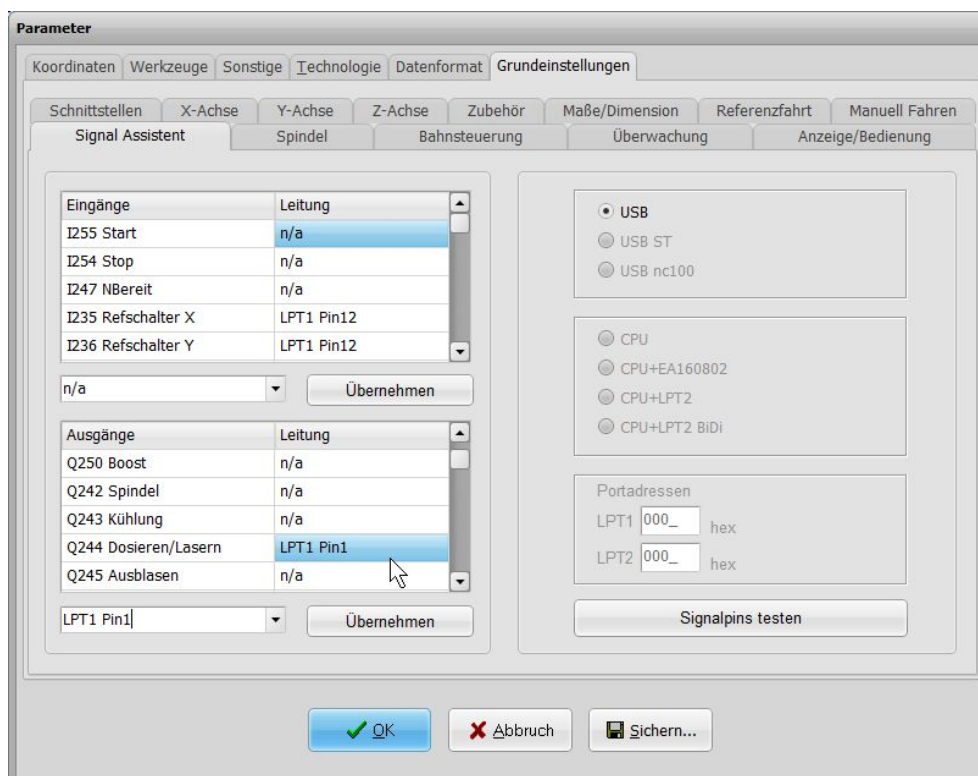 Parameter
Koordinaten Werkzeuge Sonstige Technologie Datenformat Grundeinstellungen
Schnittstellen X-Achse Y-Achse Z-Achse Zubehör Maße/Dimension Referenzfahrt Manuell Fahren
Signal Assistent Spindel Bahnsteuerung Überwachung Anzeige/Bedienung
Eingänge Leitung
I255 Start n/a
I254 Stop n/a
I247 NBereit n/a
I235 Refschalter X LPT1 Pin12
I236 Refschalter Y LPT1 Pin12
n/a Übernehmen
Ausgänge Leitung
Q250 Boost n/a
Q242 Spindel n/a
Q243 Kühlung n/a
Q244 Dosieren/Lasern LPT1 Pin1
Q245 Ausblasen n/a
LPT1 Pin1 Übernehmen
USB
USB ST
USB nc100
CPU
CPU+EA160802
CPU+LPT2
CPU+LPT2 BiDi
Portadressen
LPT1 000_ hex
LPT2 000_ hex
Signalpins testen
OK Abbruch Sichern...